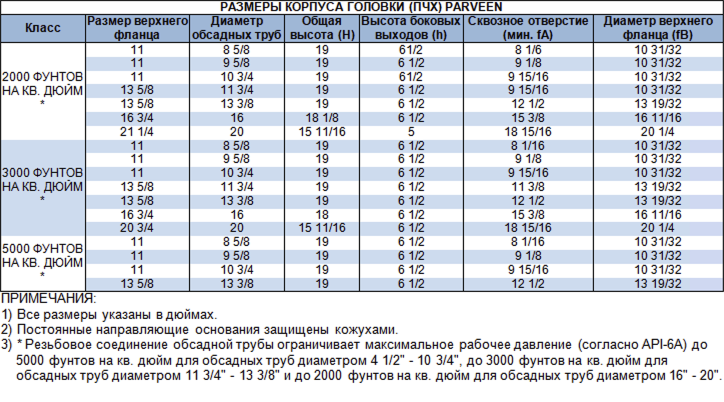 РАЗМЕРЫ КОРПУСА ГОЛОВКИ (ПЧХ) PARVEEN
Класс Размер верхнего фланца Диаметр обсадных труб Общая высота (H) Высота боковых выходов (h) Сквозное отверстие (мин. fA) Диаметр верхнего фланца (fB)
2000 ФУНТОВ НА КВ. ДЮЙМ *
11 8 5/8 19 61/2 8 1/6 10 31/32
11 9 5/8 19 6 1/2 9 1/8 10 31/32
11 10 3/4 19 61/2 9 15/16 10 31/32
13 5/8 11 3/4 19 6 1/2 9 15/16 10 31/32
13 5/8 13 3/8 19 6 1/2 12 1/2 13 19/32
16 3/4 16 18 1/8 6 1/2 15 3/8 16 11/16
21 1/4 20 15 11/16 5 18 15/16 20 1/4
3000 ФУНТОВ НА КВ. ДЮЙМ *
11 8 5/8 19 6 1/2 8 1/16 10 31/32
11 9 5/8 19 6 1/2 9 1/8 10 31/32
11 10 3/4 19 6 1/2 9 15/16 10 31/32
13 5/8 11 3/4 19 6 1/2 11 3/8 13 19/32
13 5/8 13 3/8 19 6 1/2 12 1/2 13 19/32
16 3/4 16 18 6 1/2 15 3/8 16 11/16
20 3/4 20 15 11/16 6 1/2 18 15/16 20 1/4
5000 ФУНТОВ НА КВ. ДЮЙМ *
11 8 5/8 19 6 1/2 8 1/16 10 31/32
11 9 5/8 19 6 1/2 9 1/8 10 31/32
11 10 3/4 19 6 1/2 9 15/16 10 31/32
13 5/8 13 3/8 19 6 1/2 12 1/2 13 19/32
ПРИМЕЧАНИЯ:
1) Все размеры указаны в дюймах.
2) Постоянные направляющие основания защищены кожухами.
3) * Резьбовое соединение обсадной трубы ограничивает максимальное рабочее давление (согласно API-6A) до
5000 фунтов на кв. дюйм для обсадных труб диаметром 4 1/2" - 10 3/4", до 3000 фунтов на кв. дюйм для
обсадных труб диаметром 11 3/4" - 13 3/8" и до 2000 фунтов на кв. дюйм для обсадных труб диаметром 16" - 20".